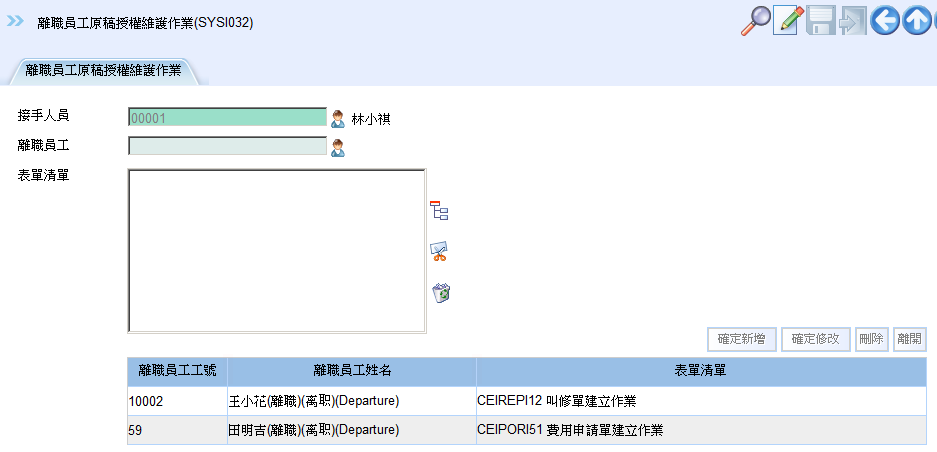 離職員工原稿授權維護作業(SYSI032)
離職員工原稿授權維護作業
接手人員 00001 林小祺
離職員工
表單清單
確定新增 確定修改 刪除 離開
離職員工工號 離職員工姓名 表單清單
10002 王小花(離職)(离职)(Departure) CEIREPI12 叫修單建立作業
59 田明吉(離職)(离职)(Departure) CEIPORI51 費用申請單建立作業